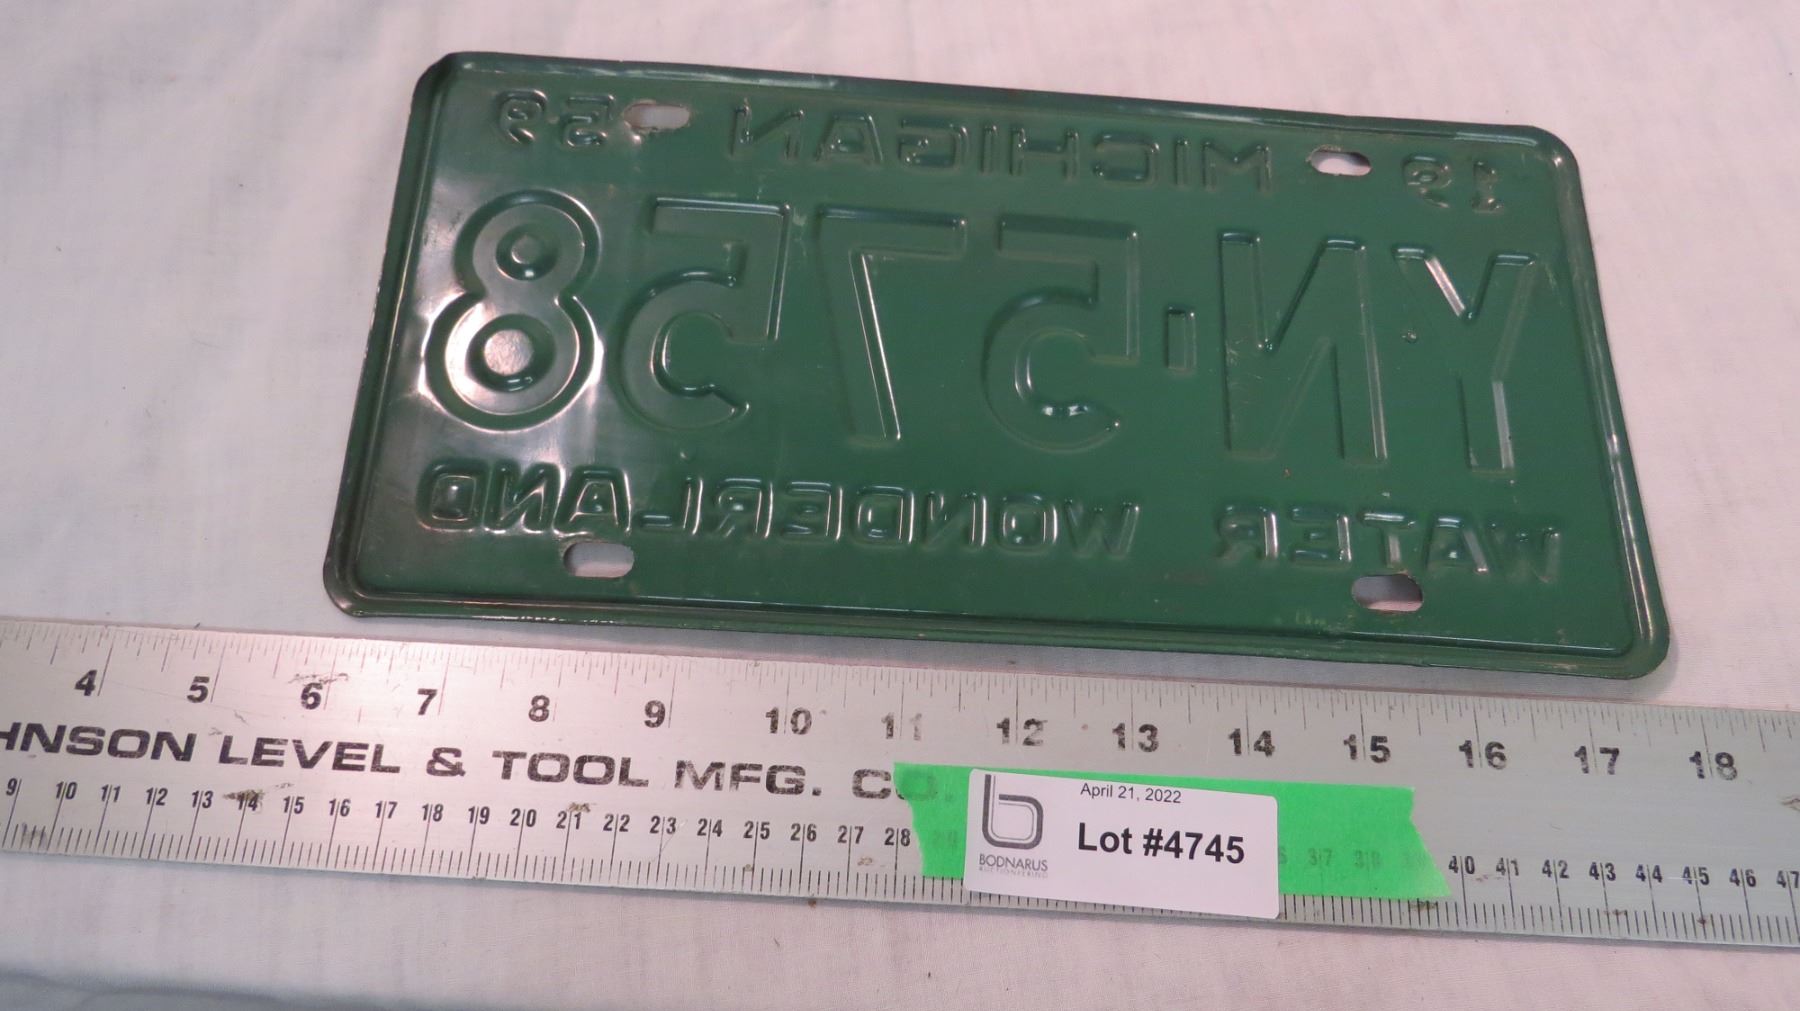 19 MICHIGAN 59
YN·5758
WATER WONDERLAND
4 5 6 7 8 9 10 11 12 13 14 15 16 17 18
HNSON LEVEL & TOOL MFG. CO.
9 10 11 12 13 14 15 16 17 18 19 20 21 22 23 24 25 26 27 28 37 38 40 41 42 43 44 45 46 47
April 21, 2022
Lot #4745
b
BODNARUS
AUCTIONEERING